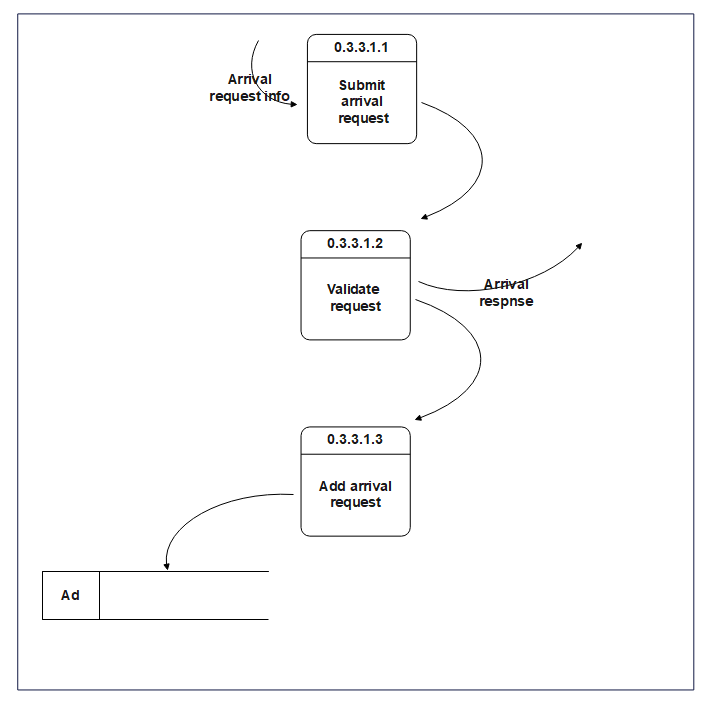 0.3.3.1.1
Submit
arrival
request
Arrival
request info
0.3.3.1.2
Validate
request
Arrival
respnse
0.3.3.1.3
Add arrival
request
Ad